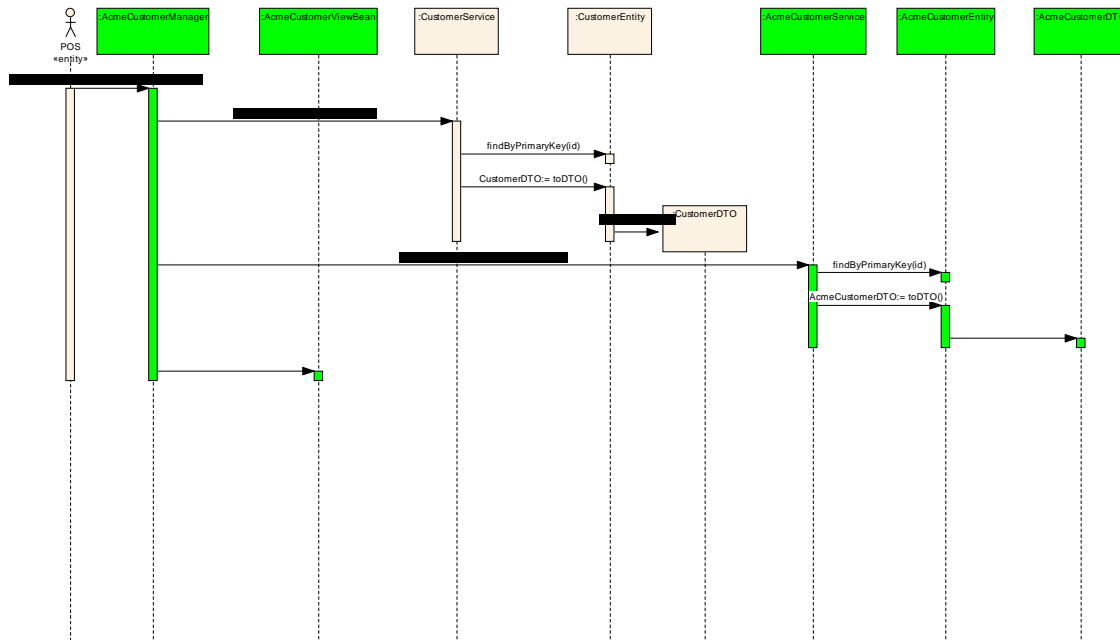 :AcmeCustomerManager
:AcmeCustomerViewBean
:CustomerService
:CustomerEntity
:AcmeCustomerService
:AcmeCustomerEntity
POS
«entity»
findByPrimaryKey(id)
CustomerDTO:= toDTO()
:CustomerDTO
findByPrimaryKey(id)
AcmeCustomerDTO:= toDTO()